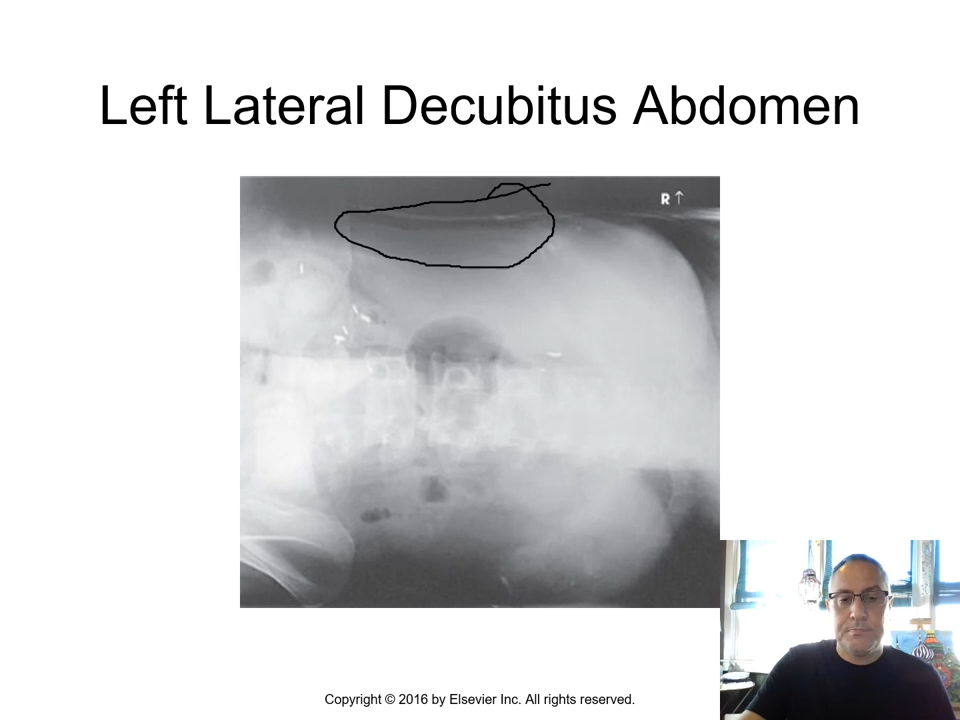 Left Lateral Decubitus Abdomen
R ↑
Copyright © 2016 by Elsevier Inc. All rights reserved.